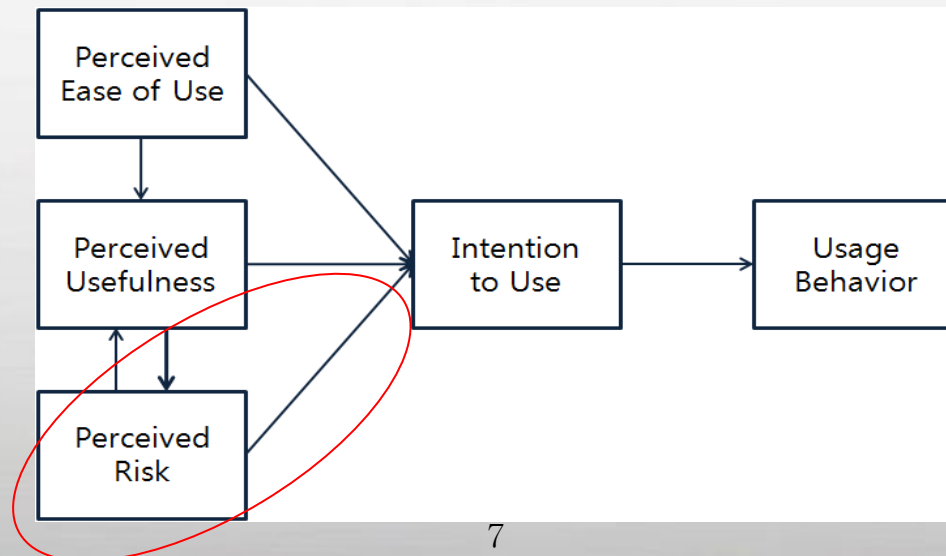 Perceived
Ease of Use
Perceived
Usefulness
Intention
to Use
Usage
Behavior
Perceived
Risk
7